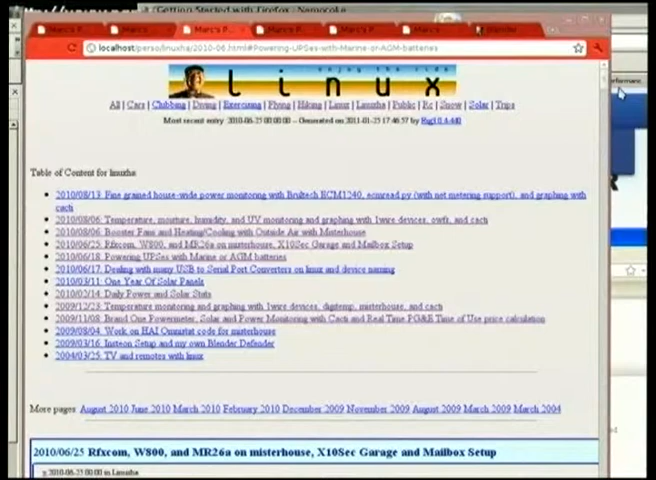 Getting Started with Firefox
Marc's P
localhost/perso/linuxha/2010-06.html#Powering-UPSes-with-Marine-or-AGM-batteries
enjoy the ride
linux
All | Cars | Clubbing | Diving | Exercising | Flying | Hiking | Linux | Linuxha | Public | Rc | Snow | Solar | Trips
Most recent entry: 2010-06-25 00:00:00 -- Generated on 2011-01-25 17:46:57 by
Table of Content for linuxha
2010/08/13: Fine grained house-wide power monitoring with Brultech ECM1240, ecmread.py (with net metering support), and graphing with
cacti
2010/08/06: Temperature, moisture, humidity, and UV monitoring and graphing with 1wire devices, owfs, and cacti
2010/08/06: Booster Fans and Heating/Cooling with Outside Air with Misterhouse
2010/06/25: Rfxcom, W800, and MR26a on misterhouse, X10Sec Garage and Mailbox Setup
2010/06/18: Powering UPSes with Marine or AGM batteries
2010/06/17: Dealing with many USB to Serial Port Converters on linux and device naming
2010/03/11: One Year Of Solar Panels
2010/02/14: Daily Power and Solar Stats
2009/12/23: Temperature monitoring and graphing with 1wire devices, digitemp, misterhouse, and cacti
2009/11/08: Brand One Powermeter, Solar and Power Monitoring with Cacti and Real Time PG&E Time of Use price calculation
2009/08/04: Work on HAI Omnistat code for misterhouse
2009/03/16: Insteon Setup and my own Blender Defender
2004/03/25: TV and remotes with linux
More pages: August 2010 June 2010 March 2010 February 2010 December 2009 November 2009 August 2009 March 2009 March 2004
2010/06/25 Rfxcom, W800, and MR26a on misterhouse, X10Sec Garage and Mailbox Setup
2010-06-25 00:00 in Linuxha